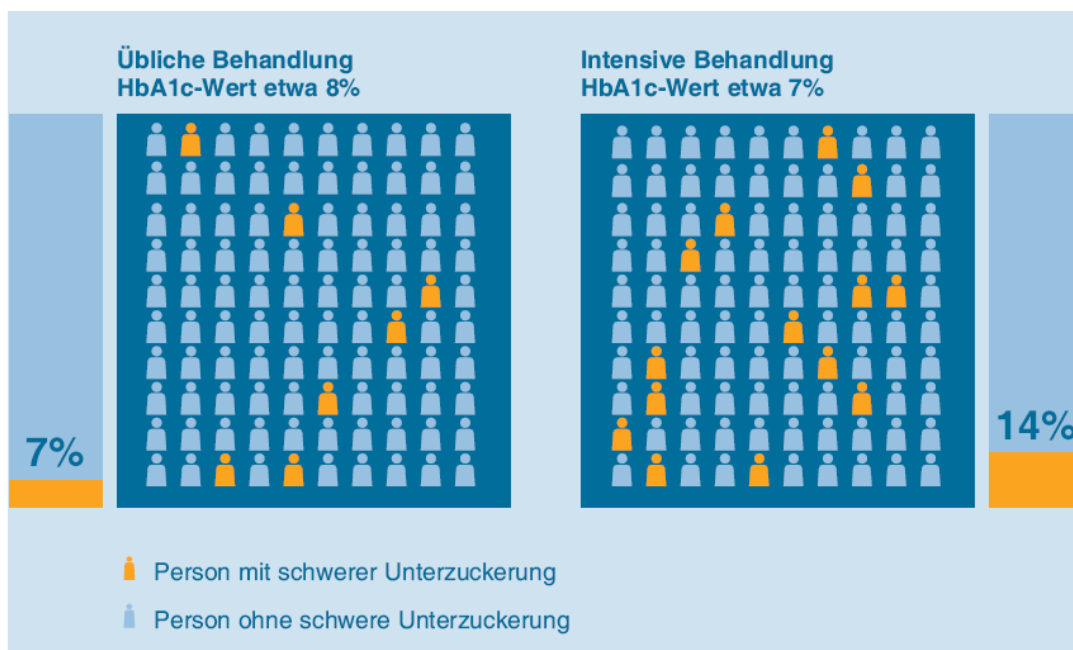 Übliche Behandlung
HbA1c-Wert etwa 8%
Intensive Behandlung
HbA1c-Wert etwa 7%
7%
14%
Person mit schwerer Unterzuckerung
Person ohne schwere Unterzuckerung